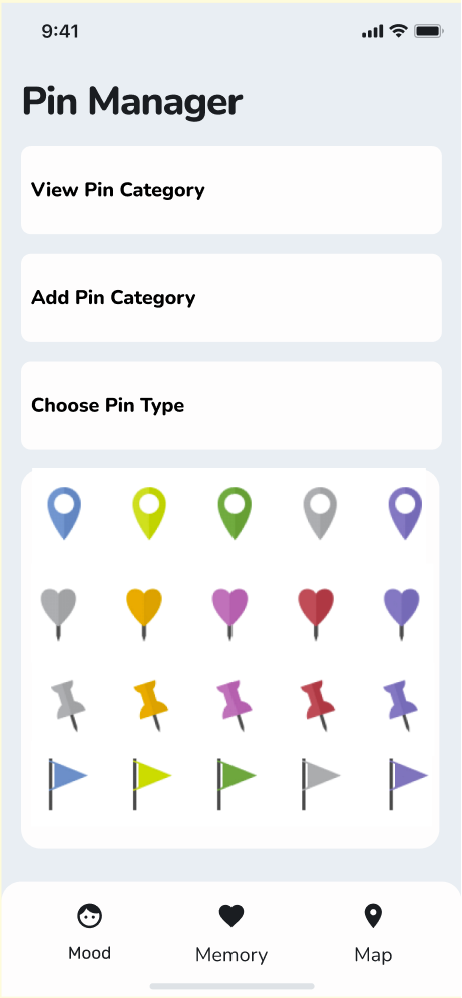 9:41
Pin Manager
View Pin Category
Add Pin Category
Choose Pin Type
Mood
Memory
Map